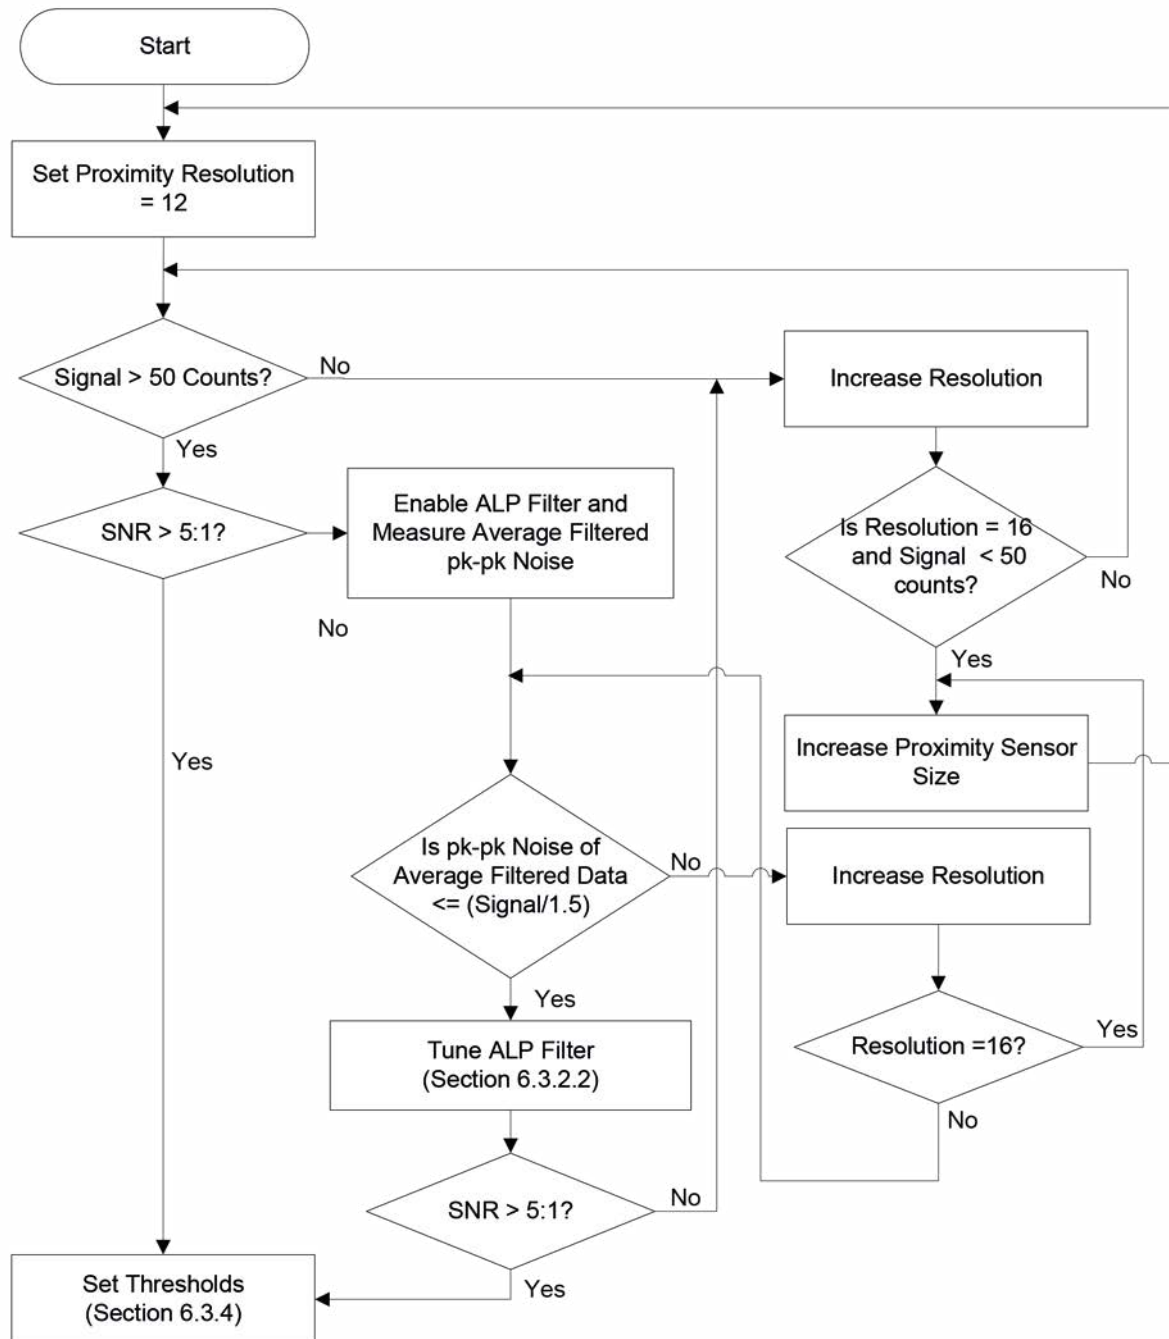 Start
Set Proximity Resolution
= 12
Signal > 50 Counts?
No
Increase Resolution
Yes
SNR > 5:1?
Enable ALP Filter and
Measure Average Filtered
pk-pk Noise
No
Is Resolution = 16
and Signal < 50
counts?
No
Yes
Increase Proximity Sensor
Size
Yes
Is pk-pk Noise of
Average Filtered Data
<= (Signal/1.5)
No
Increase Resolution
Yes
Resolution =16?
Yes
No
Tune ALP Filter
(Section 6.3.2.2)
SNR > 5:1?
No
Yes
Set Thresholds
(Section 6.3.4)